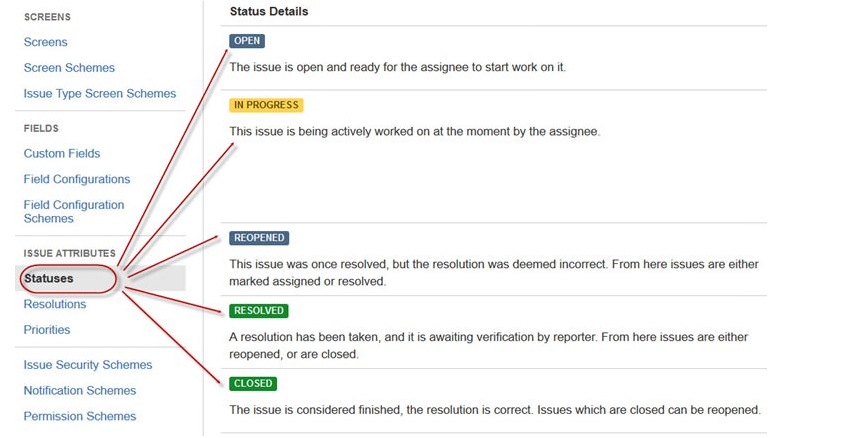 SCREENS
Screens
Screen Schemes
Issue Type Screen Schemes
FIELDS
Custom Fields
Field Configurations
Field Configuration
Schemes
ISSUE ATTRIBUTES
Statuses
Resolutions
Priorities
Issue Security Schemes
Notification Schemes
Permission Schemes
Status Details
OPEN
The issue is open and ready for the assignee to start work on it.
IN PROGRESS
This issue is being actively worked on at the moment by the assignee.
REOPENED
This issue was once resolved, but the resolution was deemed incorrect. From here issues are either
marked assigned or resolved.
RESOLVED
A resolution has been taken, and it is awaiting verification by reporter. From here issues are either
reopened, or are closed.
CLOSED
The issue is considered finished, the resolution is correct. Issues which are closed can be reopened.